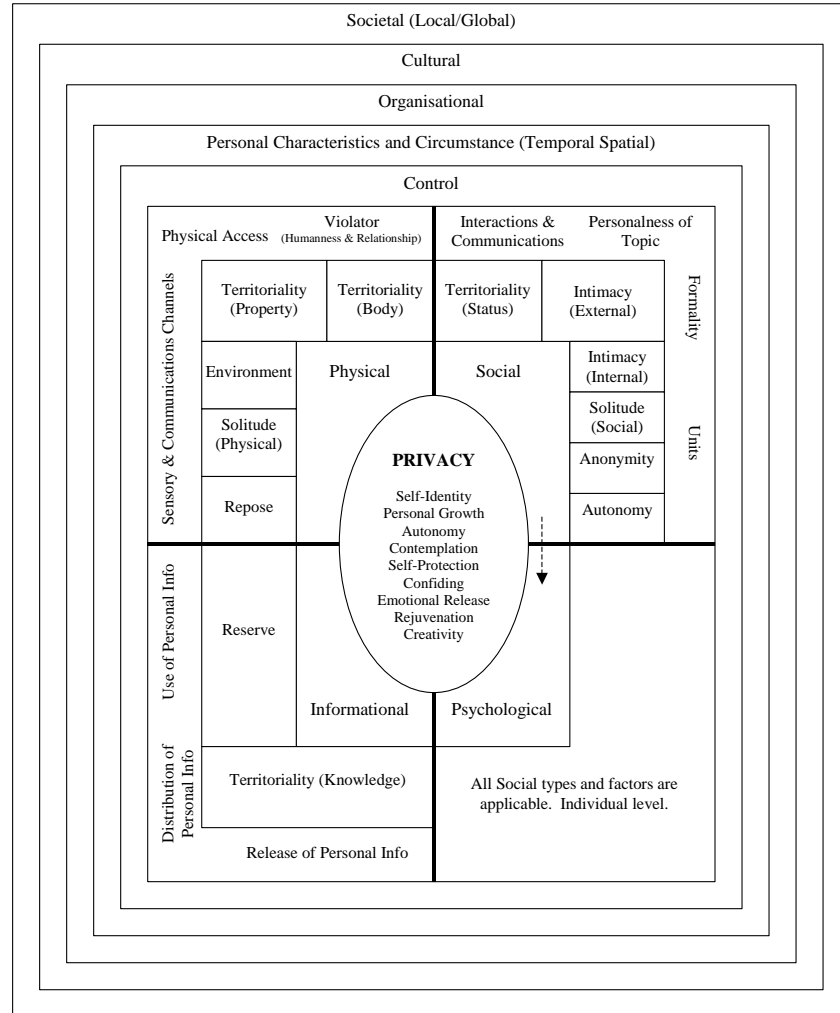 Societal (Local/Global)
Cultural
Organisational
Personal Characteristics and Circumstance (Temporal Spatial)
Control
Physical Access
Violator
(Humanness & Relationship)
Interactions &
Communications
Personalness of
Topic
Sensory & Communications Channels
Territoriality
(Property)
Territoriality
(Body)
Territoriality
(Status)
Intimacy
(External)
Formality
Environment
Physical
Social
Intimacy
(Internal)
Solitude
(Physical)
Solitude
(Social)
Units
Anonymity
Repose
Autonomy
PRIVACY
Self-Identity
Personal Growth
Autonomy
Contemplation
Self-Protection
Confiding
Emotional Release
Rejuvenation
Creativity
Use of Personal Info
Reserve
Informational
Psychological
Distribution of
Personal Info
Territoriality (Knowledge)
Release of Personal Info
All Social types and factors are
applicable. Individual level.